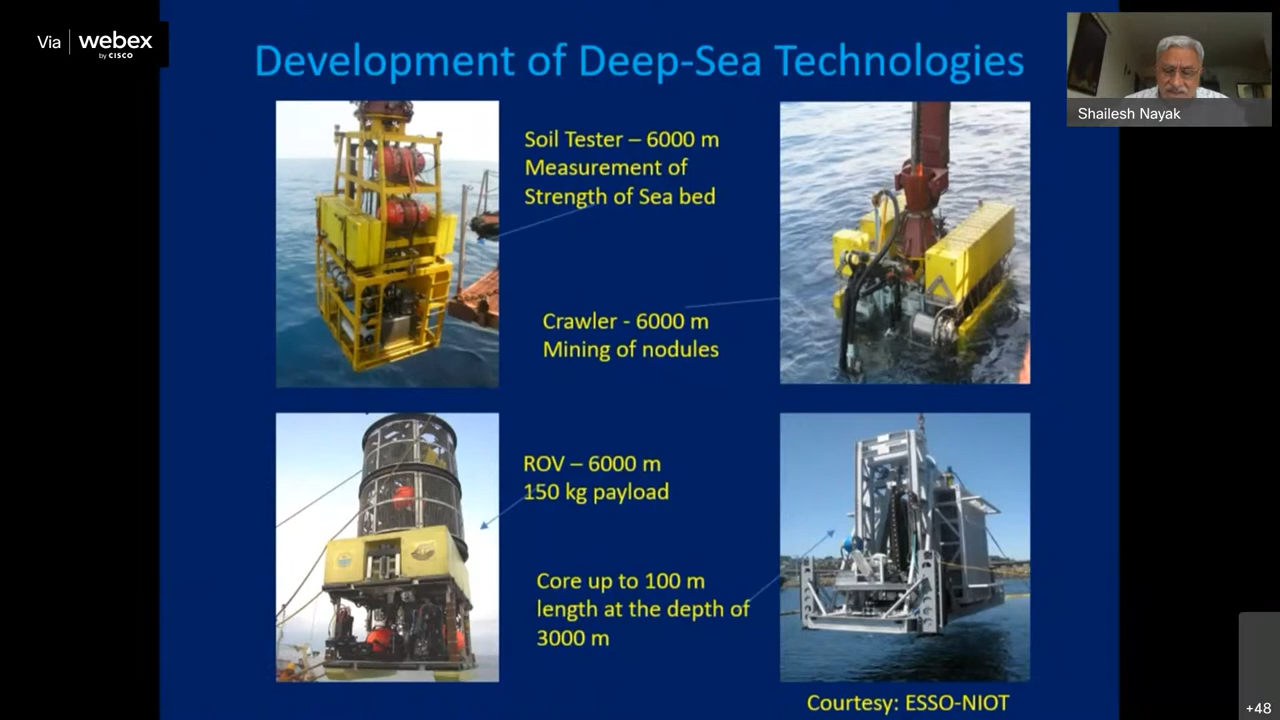 Via webex
by CISCO
Development of Deep-Sea Technologies
Shailesh Nayak
Soil Tester – 6000 m
Measurement of
Strength of Sea bed
Crawler - 6000 m
Mining of nodules
ROV – 6000 m
150 kg payload
Core up to 100 m
length at the depth of
3000 m
Courtesy: ESSO-NIOT
+48